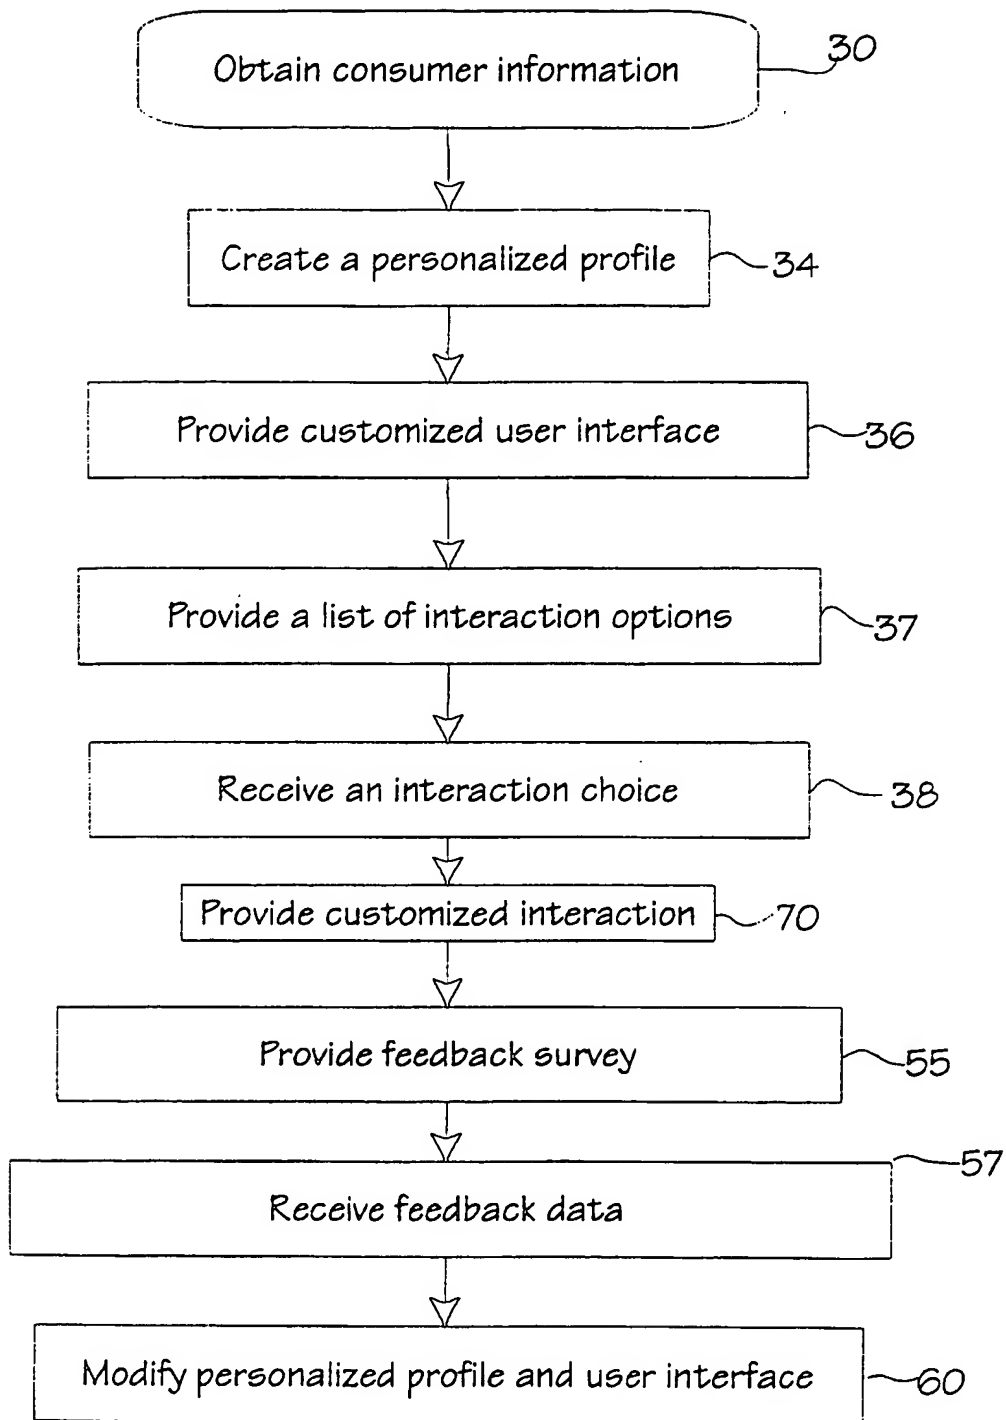 Obtain consumer information
30
Create a personalized profile
34
Provide customized user interface
36
Provide a list of interaction options
37
Receive an interaction choice
38
Provide customized interaction
70
Provide feedback survey
55
57
Receive feedback data
Modify personalized profile and user interface
60